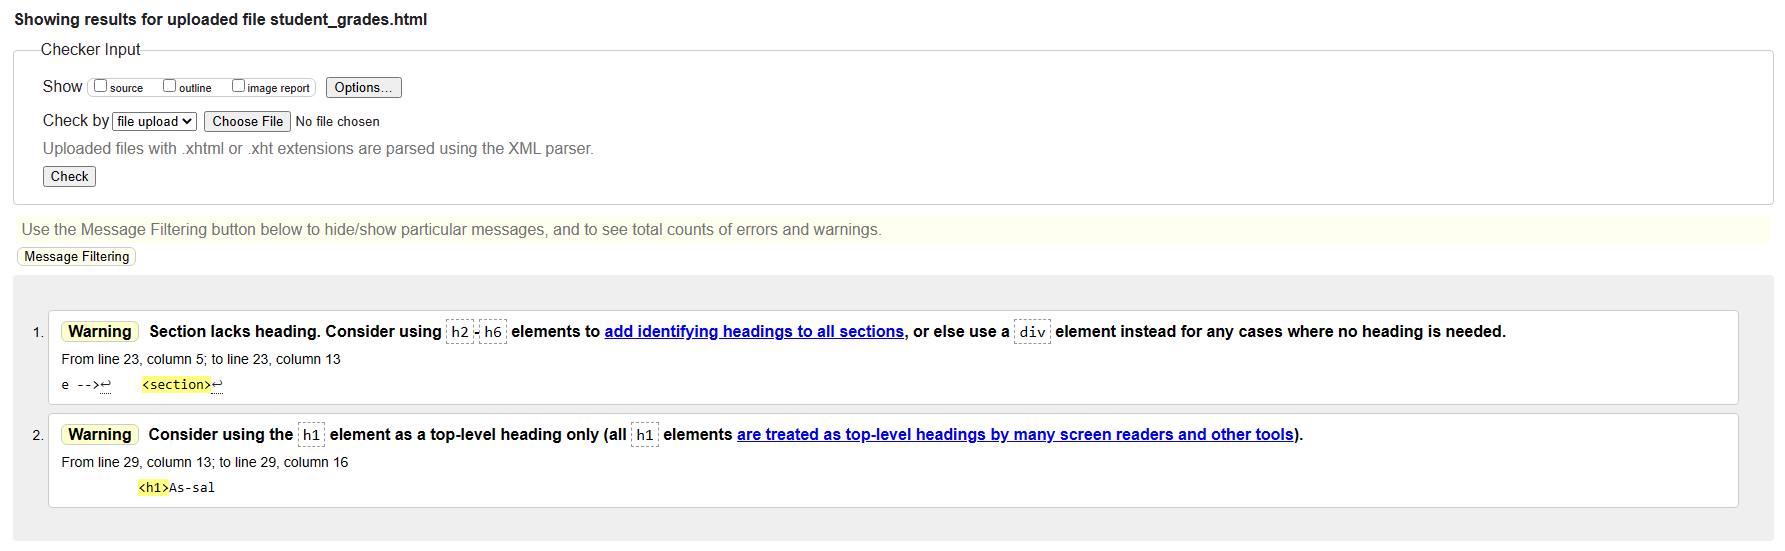 Showing results for uploaded file student_grades.html
Checker Input
Show source outline image report Options...
Check by file upload Choose File No file chosen
Uploaded files with .xhtml or .xht extensions are parsed using the XML parser.
Check
Use the Message Filtering button below to hide/show particular messages, and to see total counts of errors and warnings.
Message Filtering
1. Warning Section lacks heading. Consider using h2-h6 elements to add identifying headings to all sections, or else use a div element instead for any cases where no heading is needed.
From line 23, column 5; to line 23, column 13
e -->↩ <section>↩
2. Warning Consider using the h1 element as a top-level heading only (all h1 elements are treated as top-level headings by many screen readers and other tools).
From line 29, column 13; to line 29, column 16
<h1>As-sal